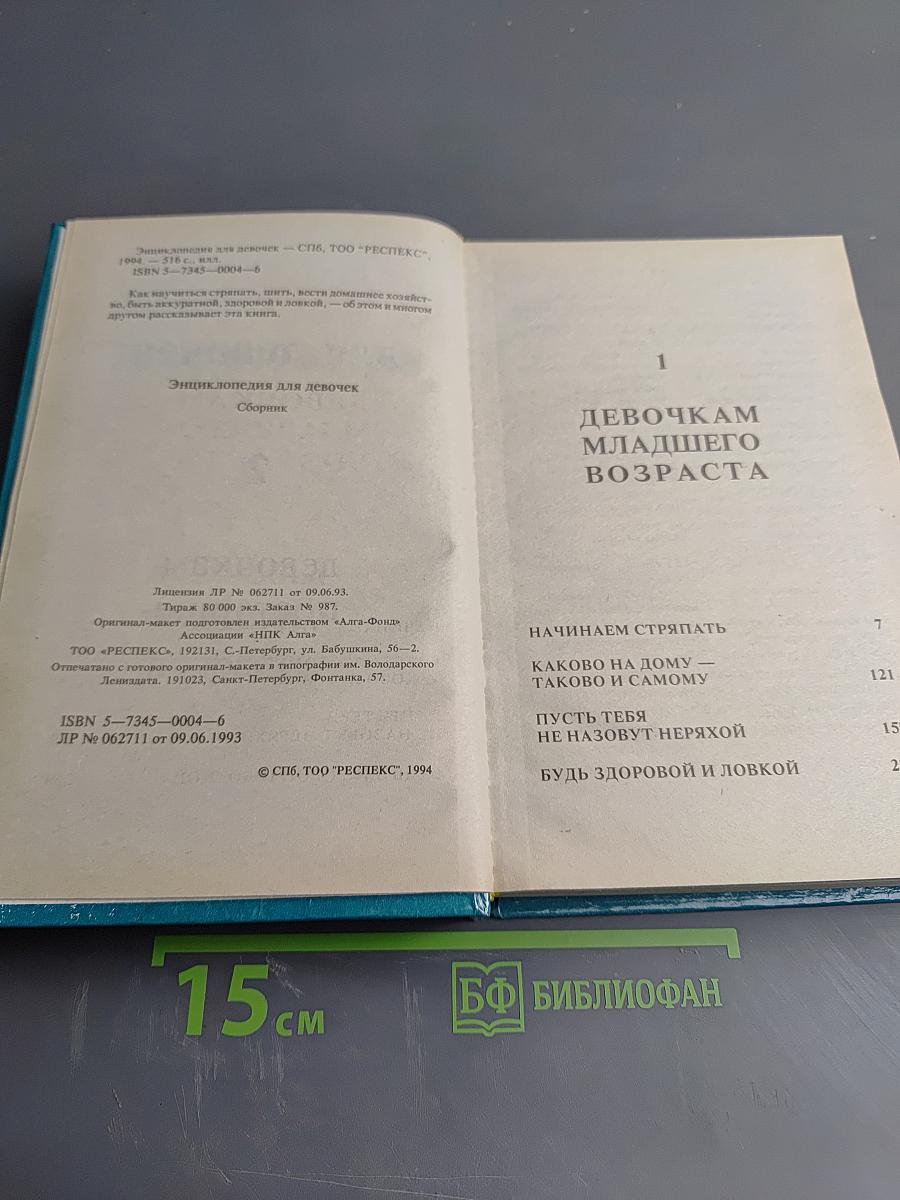 Энциклопедия для девочек — СПб, ТОО "РЕСПЕКС",
1994. — 516 с., илл.
ISBN 5—7345—0004—6
Как научиться стряпать, шить, вести домашнее хозяйст-
во, быть аккуратной, здоровой и ловкой, — об этом и многом
другом рассказывает эта книга.
Энциклопедия для девочек
Сборник
Лицензия ЛР № 062711 от 09.06.93.
Тираж 80 000 экз. Заказ № 987.
Оригинал-макет подготовлен издательством «Алга-Фонд»
Ассоциации «НПК Алга»
ТОО «РЕСПЕКС», 192131, С.-Петербург, ул. Бабушкина, 56—2.
Отпечатано с готового оригинал-макета в типографии им. Володарского
Лениздата. 191023, Санкт-Петербург, Фонтанка, 57.
ISBN 5—7345—0004—6
ЛР № 062711 от 09.06.1993
© СПб, ТОО "РЕСПЕКС", 1994
1
ДЕВОЧКАМ
МЛАДШЕГО
ВОЗРАСТА
НАЧИНАЕМ СТРЯПАТЬ 7
КАКОВО НА ДОМУ —
ТАКОВО И САМОМУ 121
ПУСТЬ ТЕБЯ
НЕ НАЗОВУТ НЕРЯХОЙ
БУДЬ ЗДОРОВОЙ И ЛОВКОЙ
15 см
БФ БИБЛИОФАН